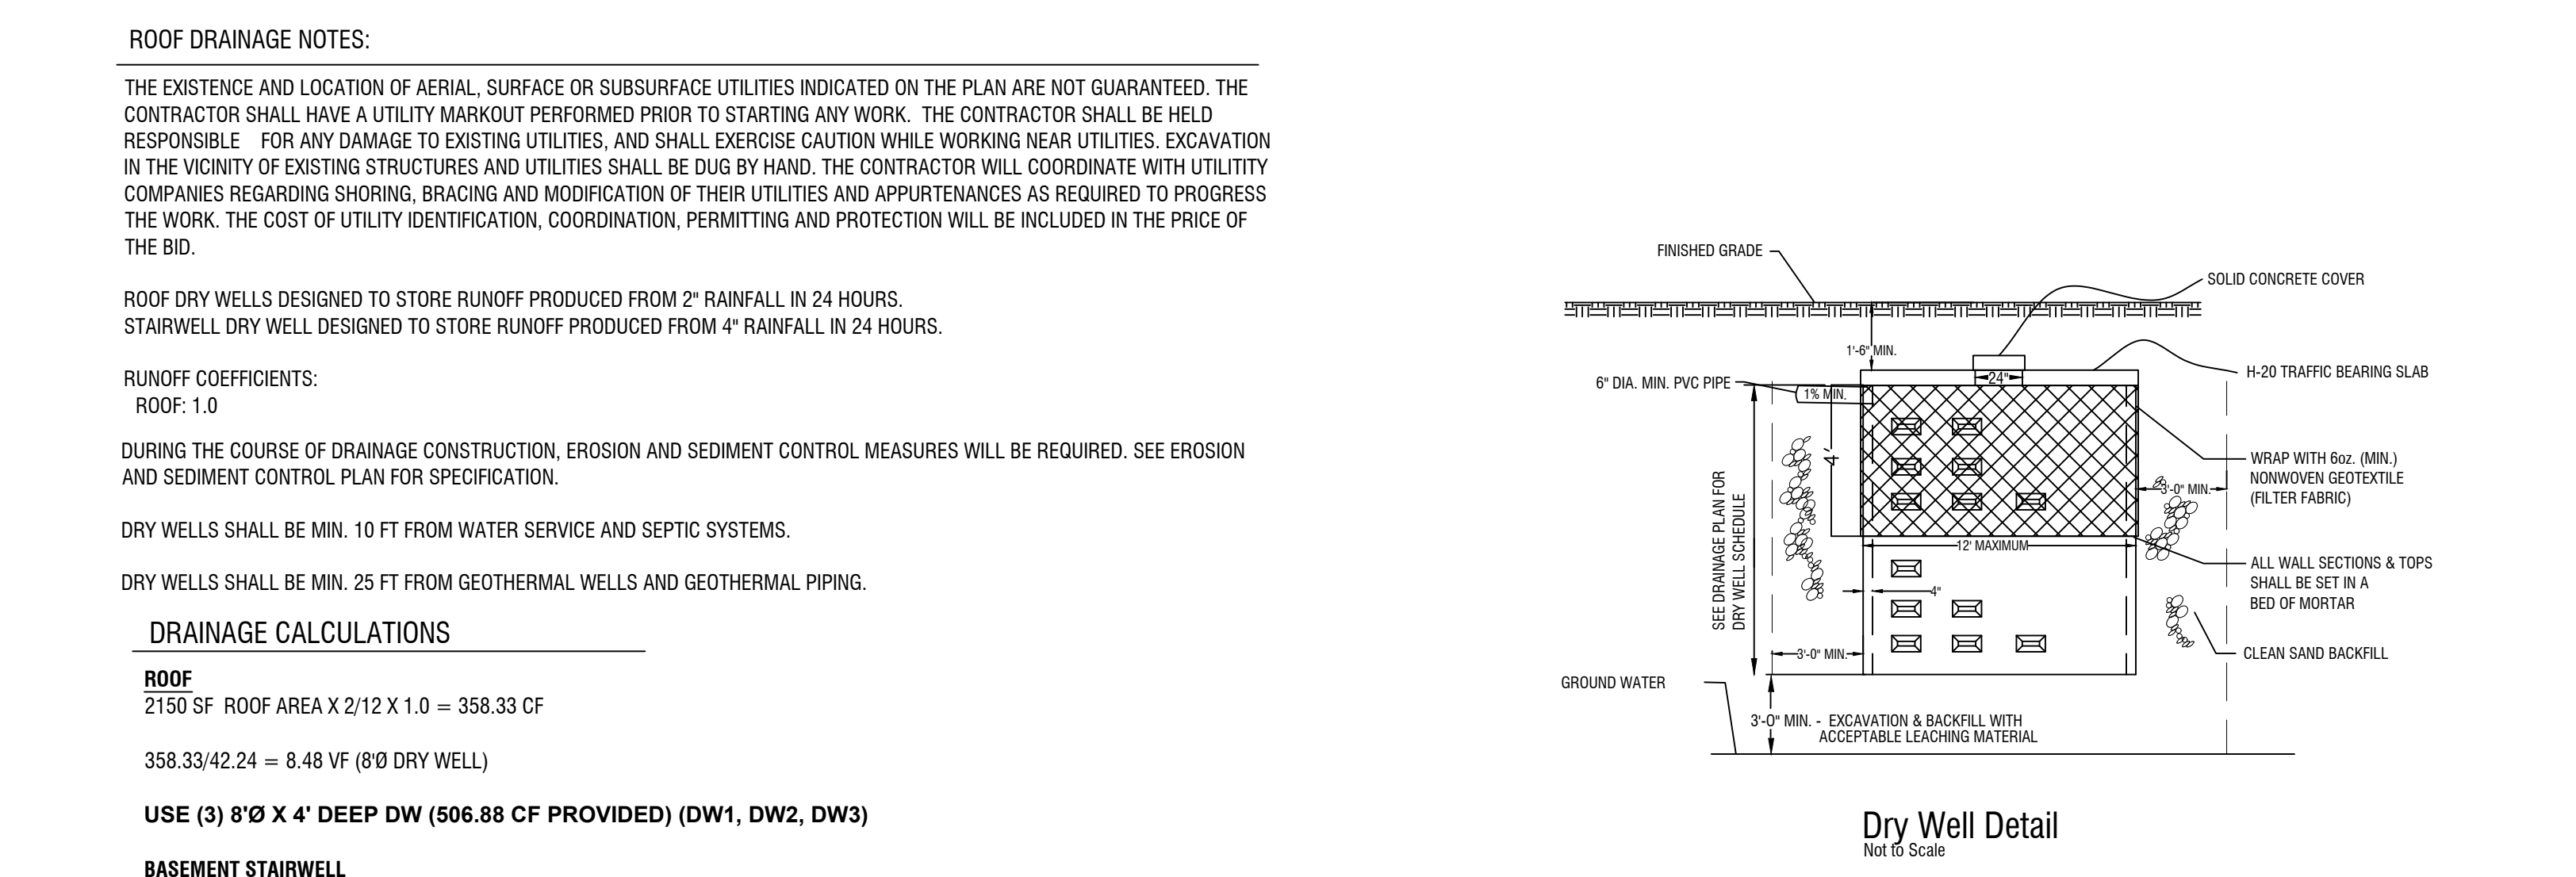 ROOF DRAINAGE NOTES:
THE EXISTENCE AND LOCATION OF AERIAL, SURFACE OR SUBSURFACE UTILITIES INDICATED ON THE PLAN ARE NOT GUARANTEED. THE
CONTRACTOR SHALL HAVE A UTILITY MARKOUT PERFORMED PRIOR TO STARTING ANY WORK. THE CONTRACTOR SHALL BE HELD
RESPONSIBLE FOR ANY DAMAGE TO EXISTING UTILITIES, AND SHALL EXERCISE CAUTION WHILE WORKING NEAR UTILITIES. EXCAVATION
IN THE VICINITY OF EXISTING STRUCTURES AND UTILITIES SHALL BE DUG BY HAND. THE CONTRACTOR WILL COORDINATE WITH UTILITITY
COMPANIES REGARDING SHORING, BRACING AND MODIFICATION OF THEIR UTILITIES AND APPURTENANCES AS REQUIRED TO PROGRESS
THE WORK. THE COST OF UTILITY IDENTIFICATION, COORDINATION, PERMITTING AND PROTECTION WILL BE INCLUDED IN THE PRICE OF
THE BID.
ROOF DRY WELLS DESIGNED TO STORE RUNOFF PRODUCED FROM 2" RAINFALL IN 24 HOURS.
STAIRWELL DRY WELL DESIGNED TO STORE RUNOFF PRODUCED FROM 4" RAINFALL IN 24 HOURS.
RUNOFF COEFFICIENTS:
ROOF: 1.0
DURING THE COURSE OF DRAINAGE CONSTRUCTION, EROSION AND SEDIMENT CONTROL MEASURES WILL BE REQUIRED. SEE EROSION
AND SEDIMENT CONTROL PLAN FOR SPECIFICATION.
DRY WELLS SHALL BE MIN. 10 FT FROM WATER SERVICE AND SEPTIC SYSTEMS.
DRY WELLS SHALL BE MIN. 25 FT FROM GEOTHERMAL WELLS AND GEOTHERMAL PIPING.
DRAINAGE CALCULATIONS
ROOF
2150 SF ROOF AREA X 2/12 X 1.0 = 358.33 CF
358.33/42.24 = 8.48 VF (8'Ø DRY WELL)
USE (3) 8'Ø X 4' DEEP DW (506.88 CF PROVIDED) (DW1, DW2, DW3)
BASEMENT STAIRWELL
FINISHED GRADE
SOLID CONCRETE COVER
1'-6" MIN.
H-20 TRAFFIC BEARING SLAB
6" DIA. MIN. PVC PIPE
24"
1% MIN.
4'
SEE DRAINAGE PLAN FOR
DRY WELL SCHEDULE
WRAP WITH 6oz. (MIN.)
NONWOVEN GEOTEXTILE
(FILTER FABRIC)
3'-0" MIN.
12' MAXIMUM
ALL WALL SECTIONS & TOPS
SHALL BE SET IN A
BED OF MORTAR
4"
3'-0" MIN.
CLEAN SAND BACKFILL
GROUND WATER
3'-0" MIN. - EXCAVATION & BACKFILL WITH
ACCEPTABLE LEACHING MATERIAL
Dry Well Detail
Not to Scale